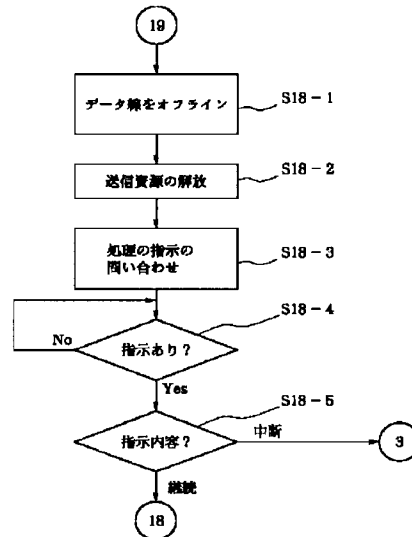 19
データ線をオフライン
S18-1
送信資源の解放
S18-2
処理の指示の
問い合わせ
S18-3
S18-4
指示あり?
No
Yes
S18-5
指示内容?
中断
3
継続
18